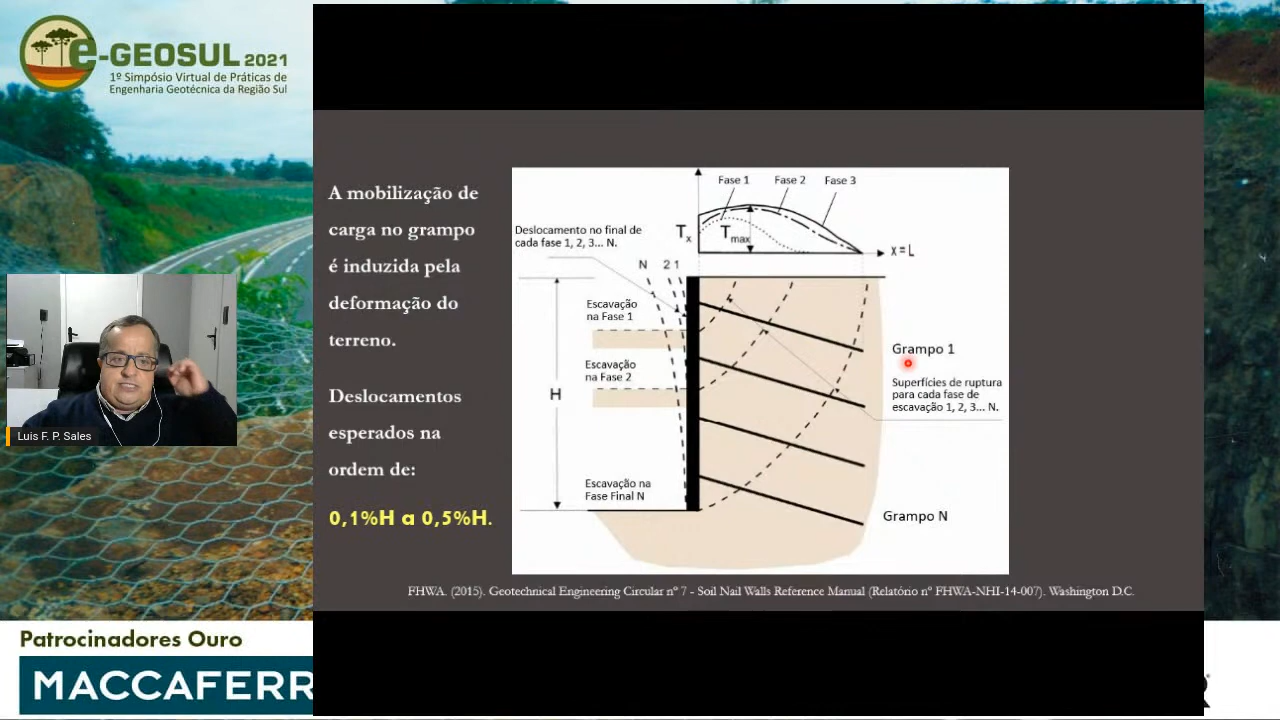 e-GEOSUL 2021
1º Simpósio Virtual de Práticas de
Engenharia Geotécnica da Região Sul
A mobilização de
carga no grampo
é induzida pela
deformação do
terreno.
Deslocamentos
esperados na
ordem de:
0,1%H a 0,5%H.
Fase 1
Fase 2
Fase 3
Tx
Tmax
x = L
Deslocamento no final de
cada fase 1, 2, 3... N.
N 2 1
Escavação
na Fase 1
Escavação
na Fase 2
H
Escavação na
Fase Final N
Grampo 1
Superfícies de ruptura
para cada fase de
escavação 1, 2, 3... N.
Grampo N
FHWA. (2015). Geotechnical Engineering Circular nº 7 - Soil Nail Walls Reference Manual (Relatório nº FHWA-NHI-14-007). Washington D.C.
Luis F. P. Sales
Patrocinadores Ouro
MACCAFERR